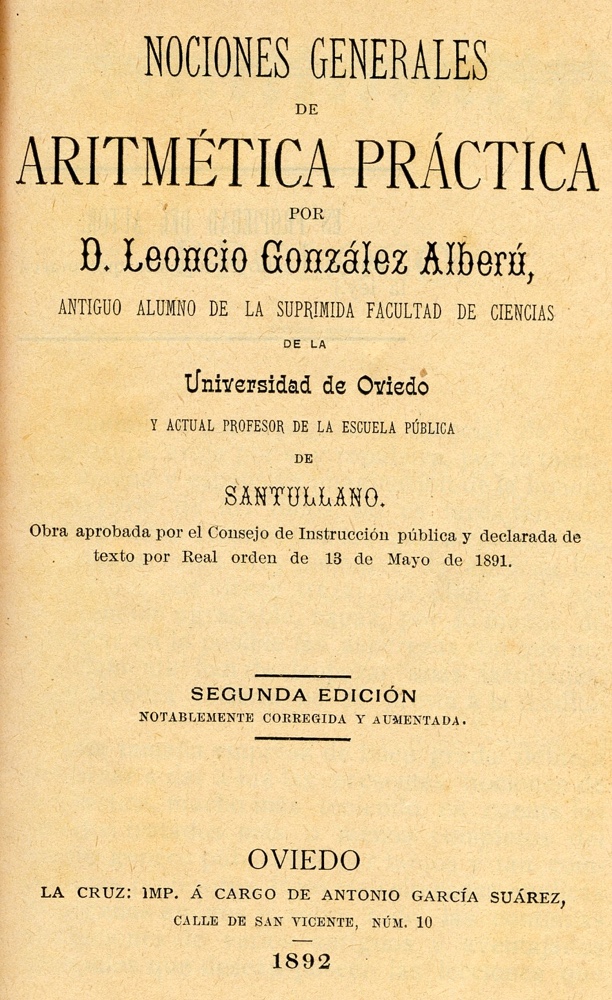 NOCIONES GENERALES
DE
ARITMÉTICA PRÁCTICA
POR
D. Leoncio González Alberú,
ANTIGUO ALUMNO DE LA SUPRIMIDA FACULTAD DE CIENCIAS
DE LA
Universidad de Oviedo
Y ACTUAL PROFESOR DE LA ESCUELA PÚBLICA
DE
SANTULLANO.
Obra aprobada por el Consejo de Instrucción pública y declarada de
texto por Real orden de 13 de Mayo de 1891.
SEGUNDA EDICIÓN
NOTABLEMENTE CORREGIDA Y AUMENTADA.
OVIEDO
LA CRUZ: IMP. Á CARGO DE ANTONIO GARCÍA SUÁREZ,
CALLE DE SAN VICENTE, NÚM. 10
1892